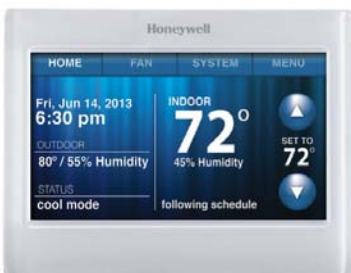 Honeywell
HOME FAN SYSTEM MENU
Fri, Jun 14, 2013
6:30 pm
OUTDOOR
80° / 55% Humidity
STATUS
cool mode
INDOOR
72°
45% Humidity
following schedule
SET TO
72°